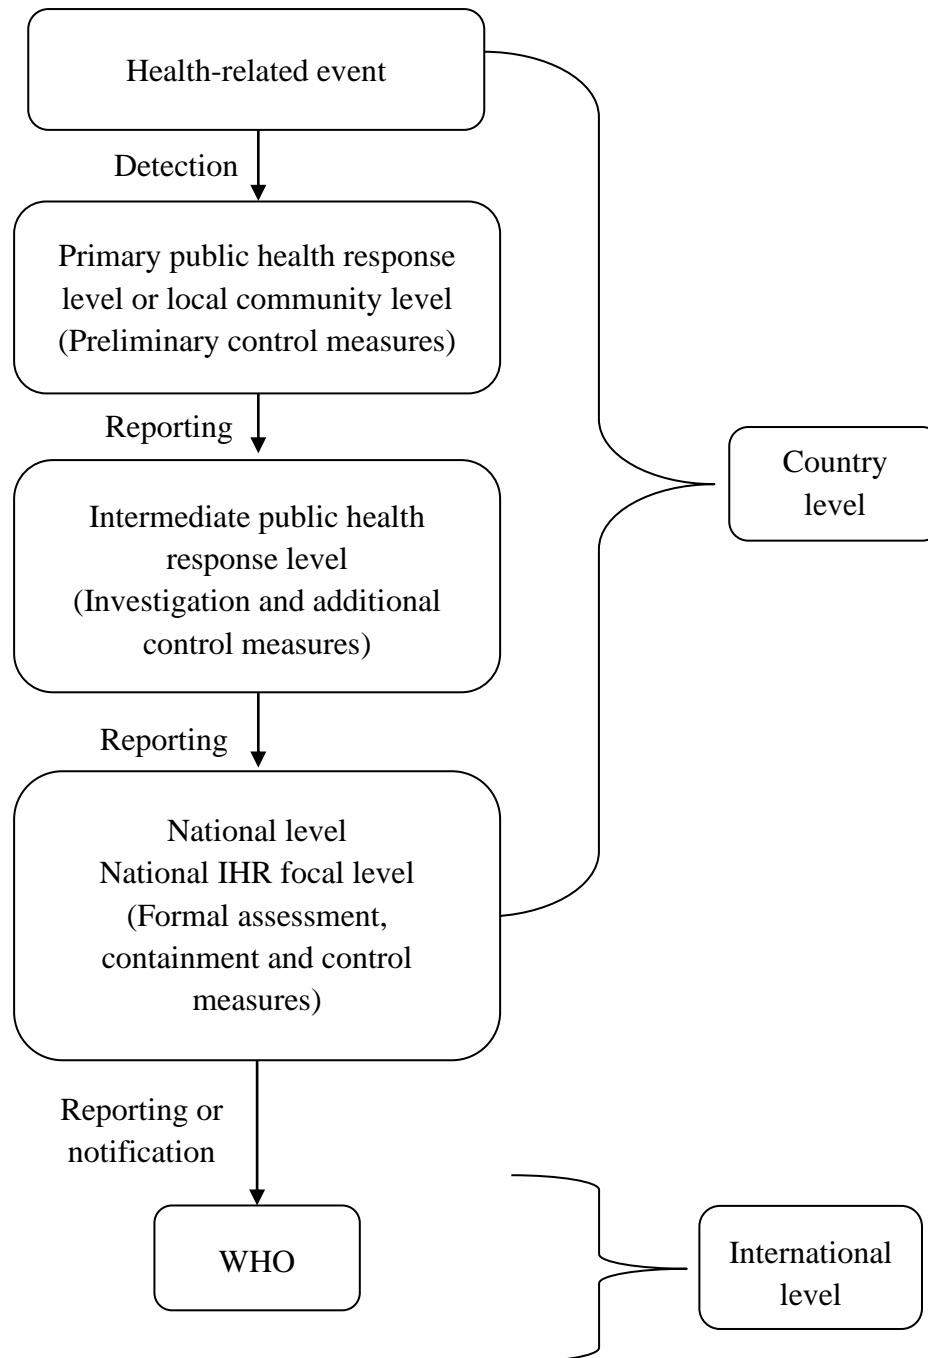 Health-related event
Detection
Primary public health response
level or local community level
(Preliminary control measures)
Reporting
Intermediate public health
response level
(Investigation and additional
control measures)
Reporting
National level
National IHR focal level
(Formal assessment,
containment and control
measures)
Reporting or
notification
WHO
Country
level
International
level